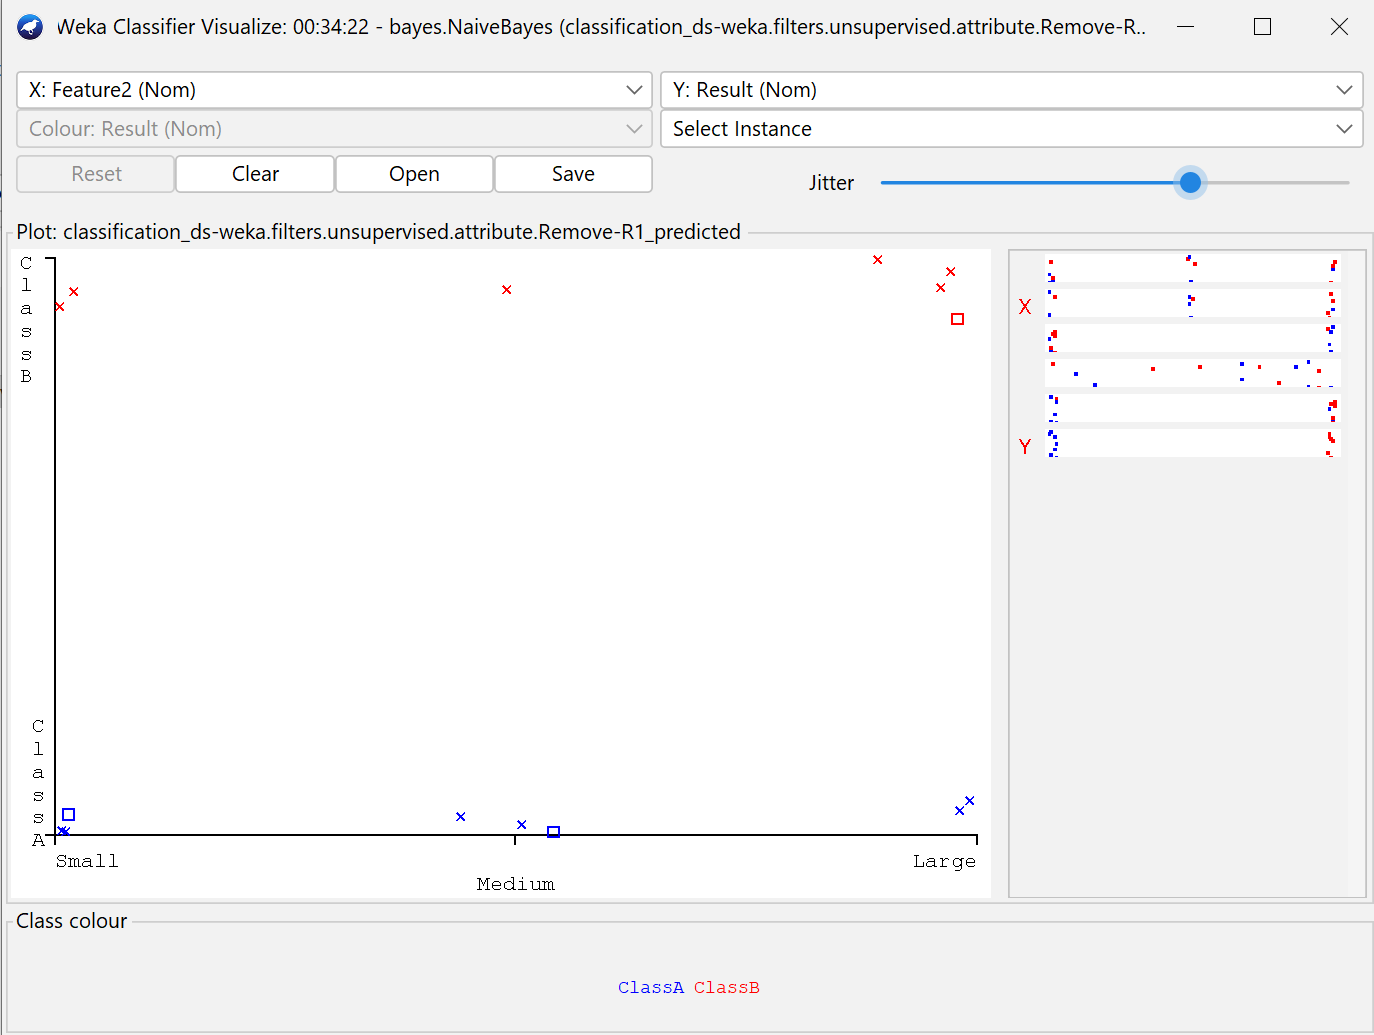 Weka Classifier Visualize: 00:34:22 - bayes.NaiveBayes (classification_ds-weka.filters.unsupervised.attribute.Remove-R..
X: Feature2 (Nom)
Y: Result (Nom)
Colour: Result (Nom)
Select Instance
Reset
Clear
Open
Save
Jitter
Plot: classification_ds-weka.filters.unsupervised.attribute.Remove-R1_predicted
ClassB
ClassA
X
Y
Small
Medium
Large
Class colour
ClassA ClassB